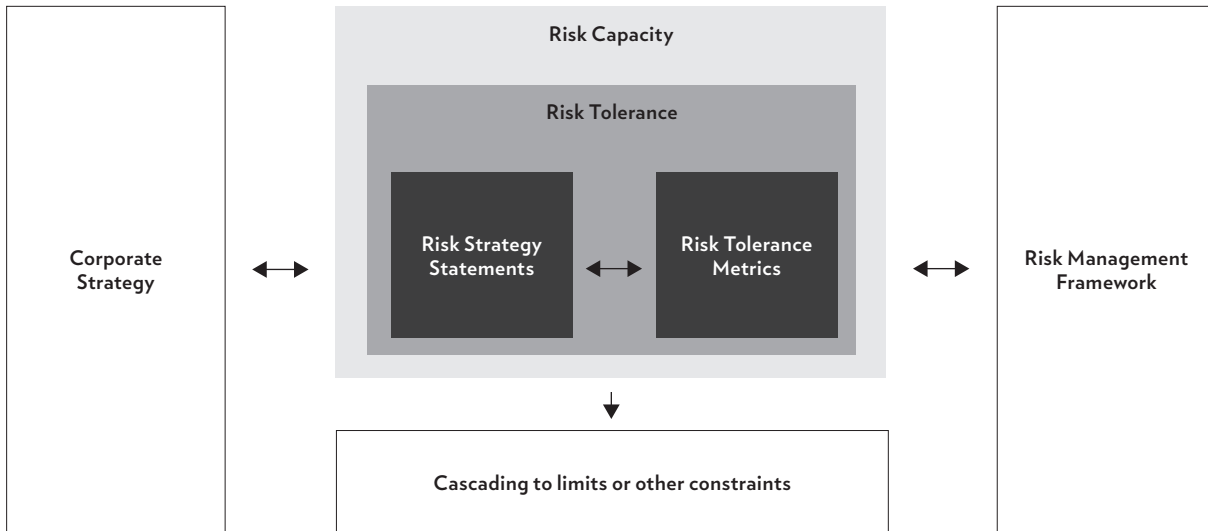 Risk Capacity
Risk Tolerance
Corporate
Strategy
Risk Strategy
Statements
Risk Tolerance
Metrics
Risk Management
Framework
Cascading to limits or other constraints